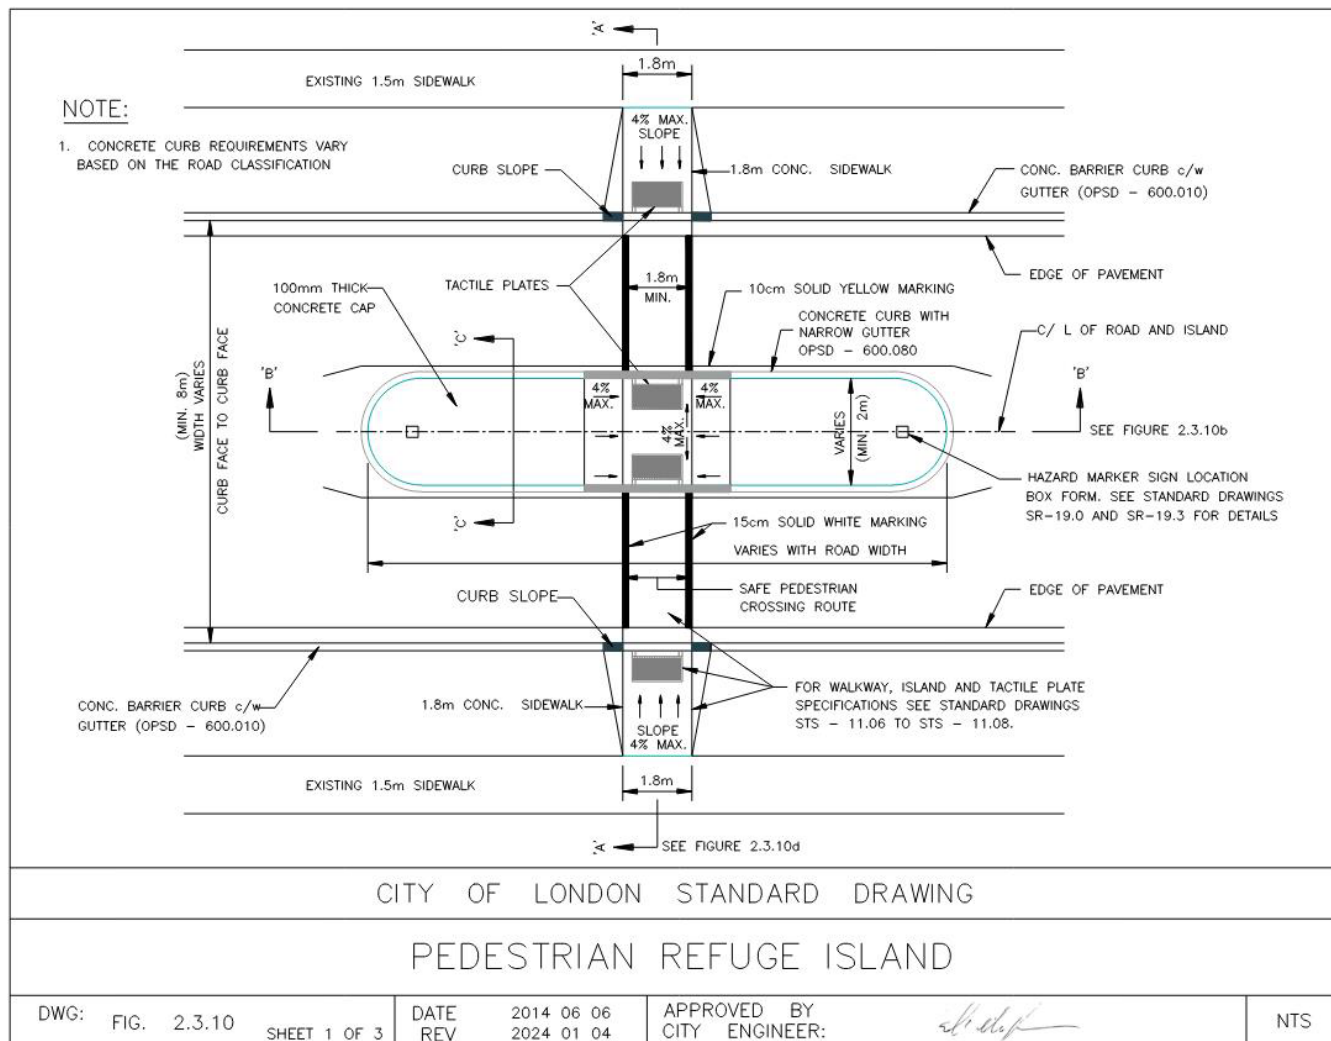 'A'
1.8m
EXISTING 1.5m SIDEWALK
NOTE:
1. CONCRETE CURB REQUIREMENTS VARY
BASED ON THE ROAD CLASSIFICATION
4% MAX.
SLOPE
CURB SLOPE
1.8m CONC. SIDEWALK
CONC. BARRIER CURB c/w
GUTTER (OPSD - 600.010)
TACTILE PLATES
1.8m
MIN.
EDGE OF PAVEMENT
100mm THICK
CONCRETE CAP
10cm SOLID YELLOW MARKING
CONCRETE CURB WITH
NARROW GUTTER
OPSD - 600.080
C/ L OF ROAD AND ISLAND
'C'
'B'
'B'
(MIN. 8m)
WIDTH VARIES
CURB FACE TO CURB FACE
4%
MAX.
4%
MAX.
4%
MAX.
VARIES
(MIN. 2m)
SEE FIGURE 2.3.10b
HAZARD MARKER SIGN LOCATION
BOX FORM. SEE STANDARD DRAWINGS
SR-19.0 AND SR-19.3 FOR DETAILS
'C'
15cm SOLID WHITE MARKING
VARIES WITH ROAD WIDTH
SAFE PEDESTRIAN
CROSSING ROUTE
EDGE OF PAVEMENT
CURB SLOPE
CONC. BARRIER CURB c/w
GUTTER (OPSD - 600.010)
1.8m CONC. SIDEWALK
FOR WALKWAY, ISLAND AND TACTILE PLATE
SPECIFICATIONS SEE STANDARD DRAWINGS
STS - 11.06 TO STS - 11.08.
SLOPE
4% MAX.
EXISTING 1.5m SIDEWALK
1.8m
'A'
SEE FIGURE 2.3.10d
CITY OF LONDON STANDARD DRAWING
PEDESTRIAN REFUGE ISLAND
DWG: FIG. 2.3.10 SHEET 1 OF 3
DATE 2014 06 06
REV 2024 01 04
APPROVED BY
CITY ENGINEER:
NTS